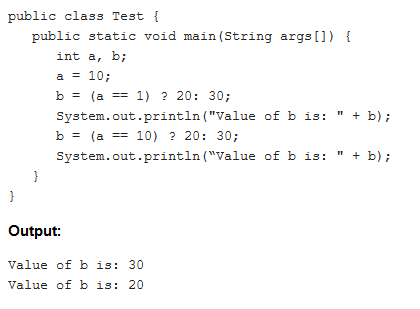 public class Test {
public static void main(String args[]) {
int a, b;
a = 10;
b = (a == 1) ? 20: 30;
System.out.println("Value of b is: " + b);
b = (a == 10) ? 20: 30;
System.out.println(“Value of b is: " + b);
}
}
Output:
Value of b is: 30
Value of b is: 20